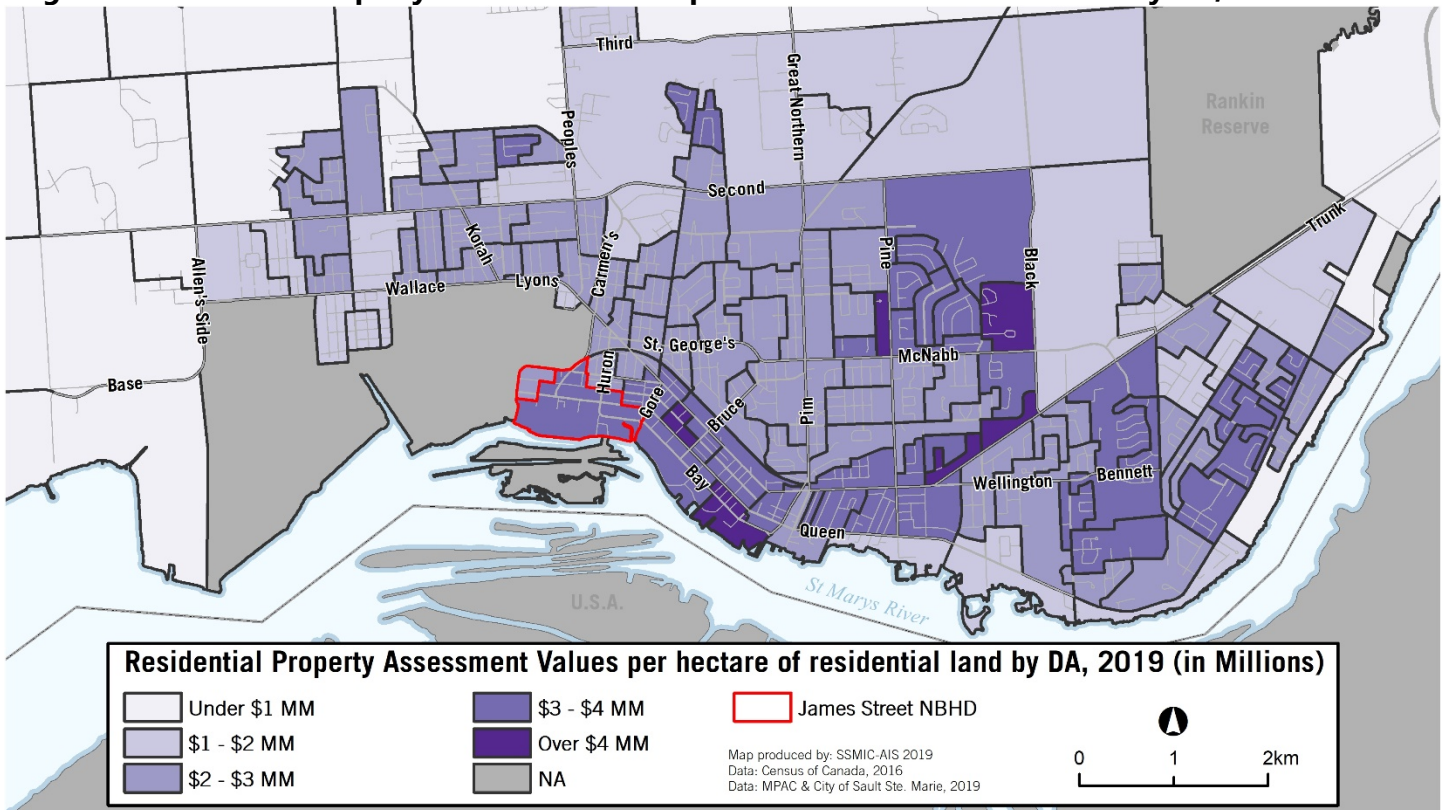 Third
Great Northern
Peoples
Rankin
Reserve
Second
Trunk
Korah
Carmen's
Pine
Black
Allen's Side
Wallace
Lyons
St. George's
McNabb
Base
Huron
Gore
Bruce
Pim
Bay
Wellington
Bennett
Queen
St Marys River
U.S.A.
Residential Property Assessment Values per hectare of residential land by DA, 2019 (in Millions)
Under $1 MM
$1 - $2 MM
$2 - $3 MM
$3 - $4 MM
Over $4 MM
NA
James Street NBHD
Map produced by: SSMIC-AIS 2019
Data: Census of Canada, 2016
Data: MPAC & City of Sault Ste. Marie, 2019
0 1 2km